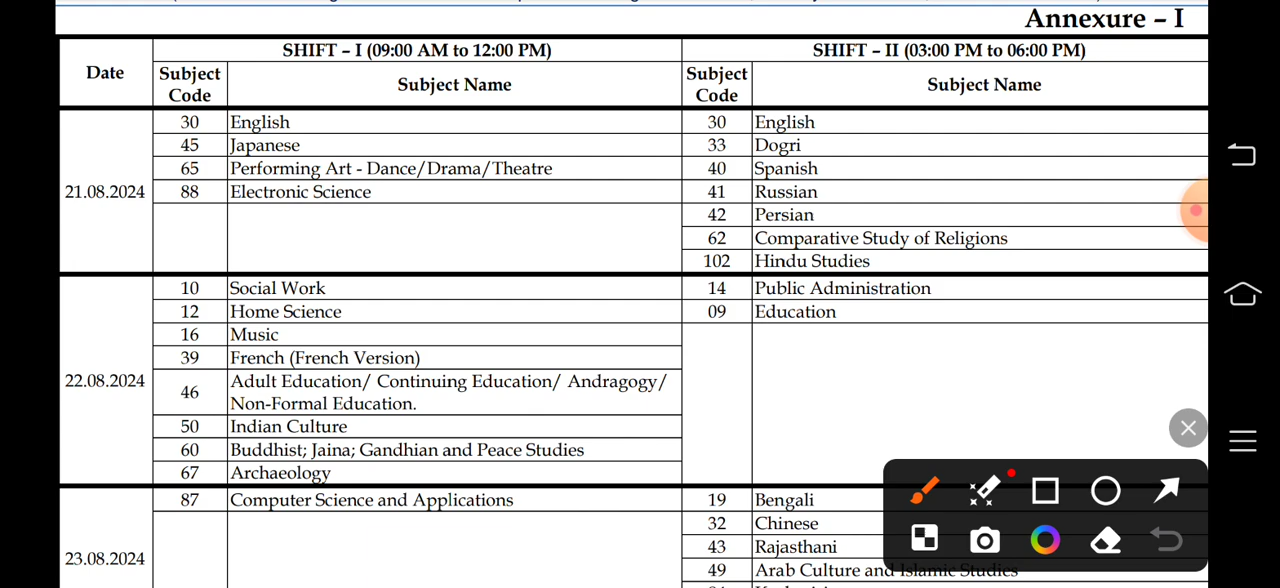 Annexure – I
SHIFT – I (09:00 AM to 12:00 PM) SHIFT – II (03:00 PM to 06:00 PM)
Date Subject Code Subject Name Subject Code Subject Name
21.08.2024
30 English 30 English
45 Japanese 33 Dogri
65 Performing Art - Dance/Drama/Theatre 40 Spanish
88 Electronic Science 41 Russian
42 Persian
62 Comparative Study of Religions
102 Hindu Studies
22.08.2024
10 Social Work 14 Public Administration
12 Home Science 09 Education
16 Music
39 French (French Version)
46 Adult Education/ Continuing Education/ Andragogy/
Non-Formal Education.
50 Indian Culture
60 Buddhist; Jaina; Gandhian and Peace Studies
67 Archaeology
23.08.2024
87 Computer Science and Applications 19 Bengali
32 Chinese
43 Rajasthani
49 Arab Culture and Islamic Studies